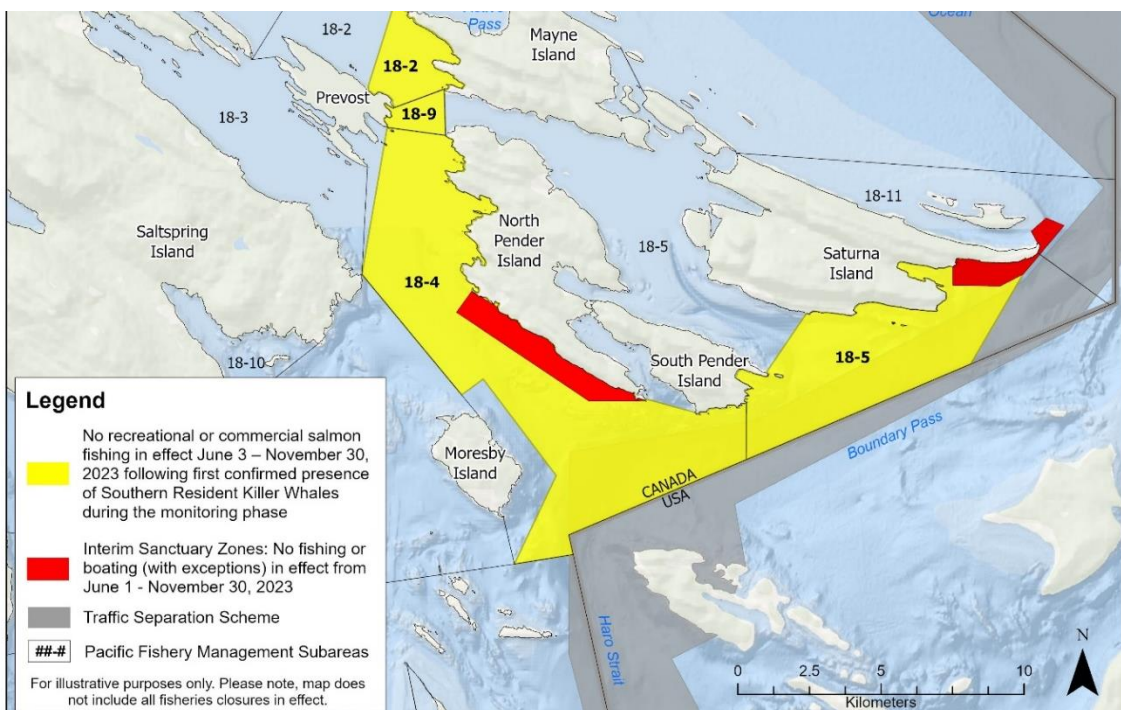 Active
Pass
Ocean
18-2
Mayne
Island
18-2
Prevost
18-9
18-3
18-11
North
Pender
Island
Saltspring
Island
18-5
Saturna
Island
18-4
18-10
South Pender
Island
18-5
Moresby
Island
Boundary Pass
CANADA
USA
Haro Strait
Legend
No recreational or commercial salmon
fishing in effect June 3 – November 30,
2023 following first confirmed presence
of Southern Resident Killer Whales
during the monitoring phase
Interim Sanctuary Zones: No fishing or
boating (with exceptions) in effect from
June 1 - November 30, 2023
Traffic Separation Scheme
##-# Pacific Fishery Management Subareas
For illustrative purposes only. Please note, map does
not include all fisheries closures in effect.
N
0 2.5 5 10
Kilometers